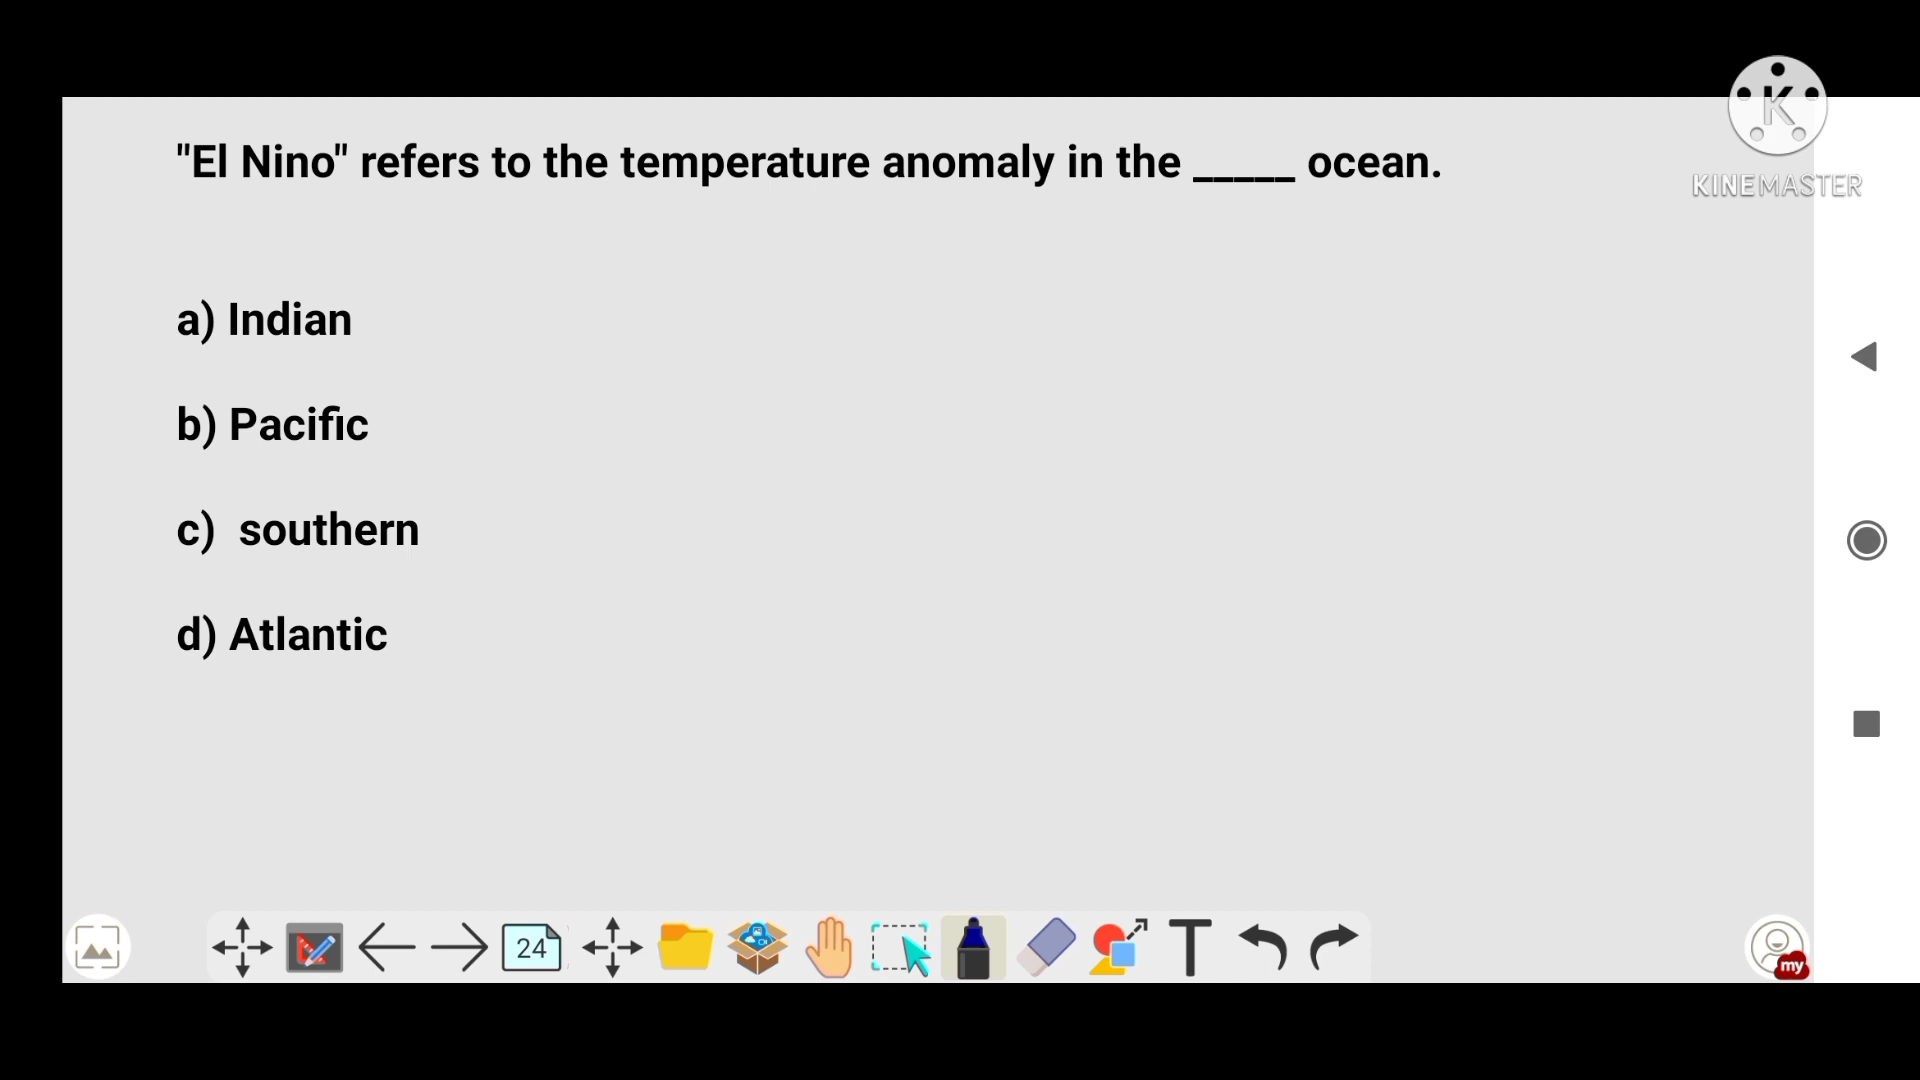 "El Nino" refers to the temperature anomaly in the _____ ocean.
KINEMASTER
a) Indian
b) Pacific
c) southern
d) Atlantic
24
my